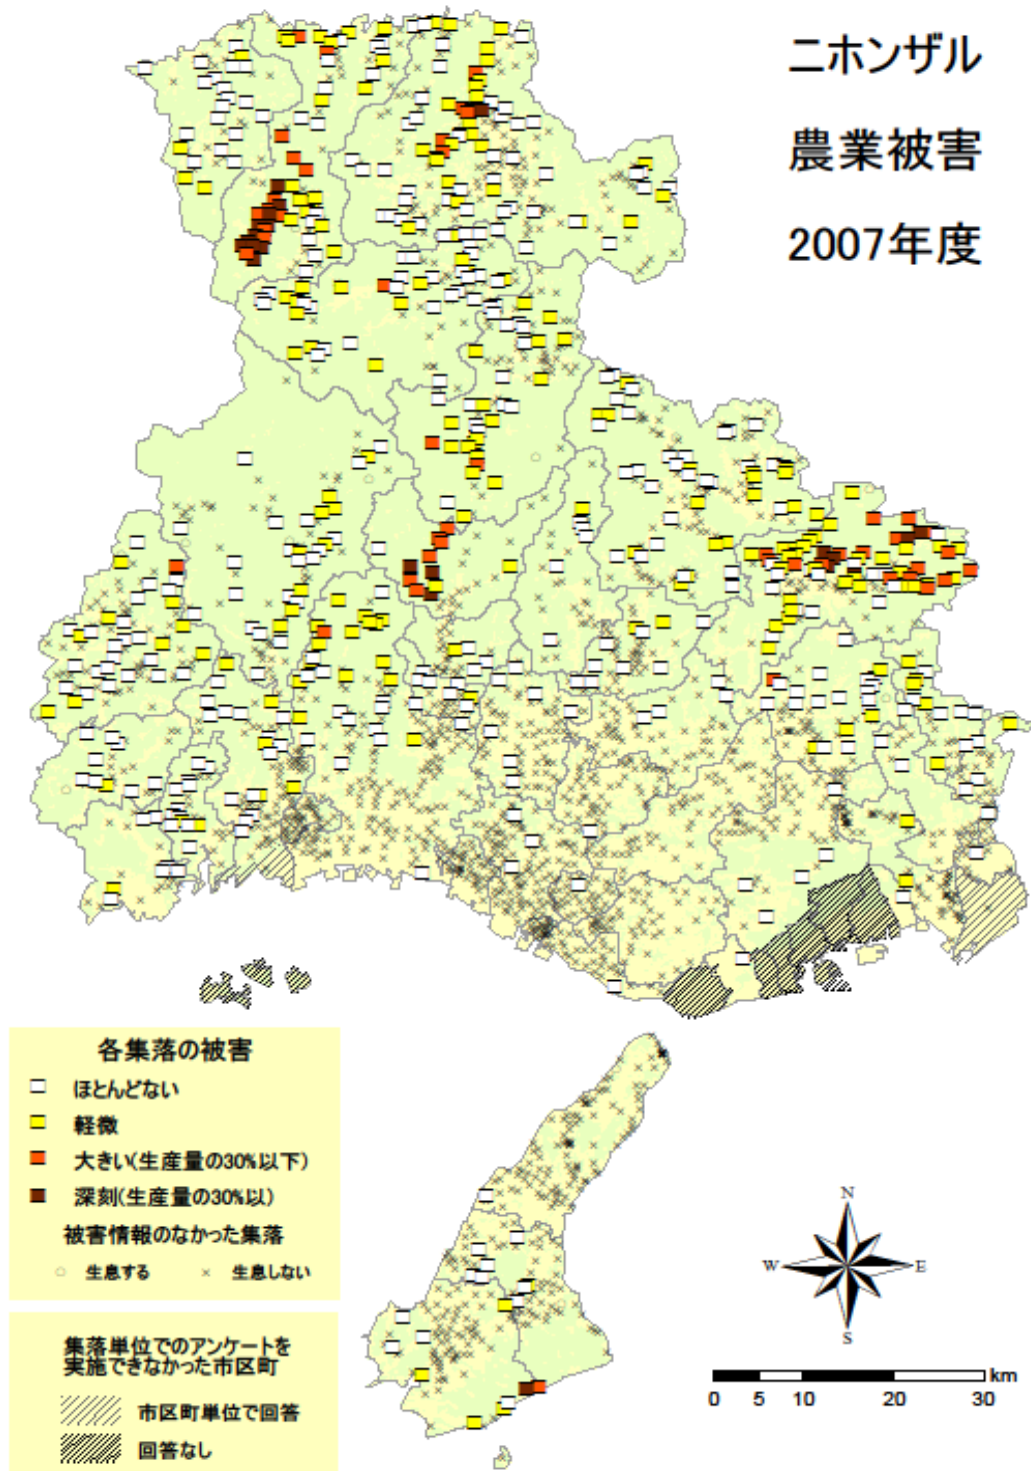 ニホンザル
農業被害
2007年度
各集落の被害
ほとんどない
軽微
大きい(生産量の30%以下)
深刻(生産量の30%以)
被害情報のなかった集落
生息する 生息しない
集落単位でのアンケートを
実施できなかった市区町
市区町単位で回答
回答なし
N
W E
S
km
0 5 10 20 30